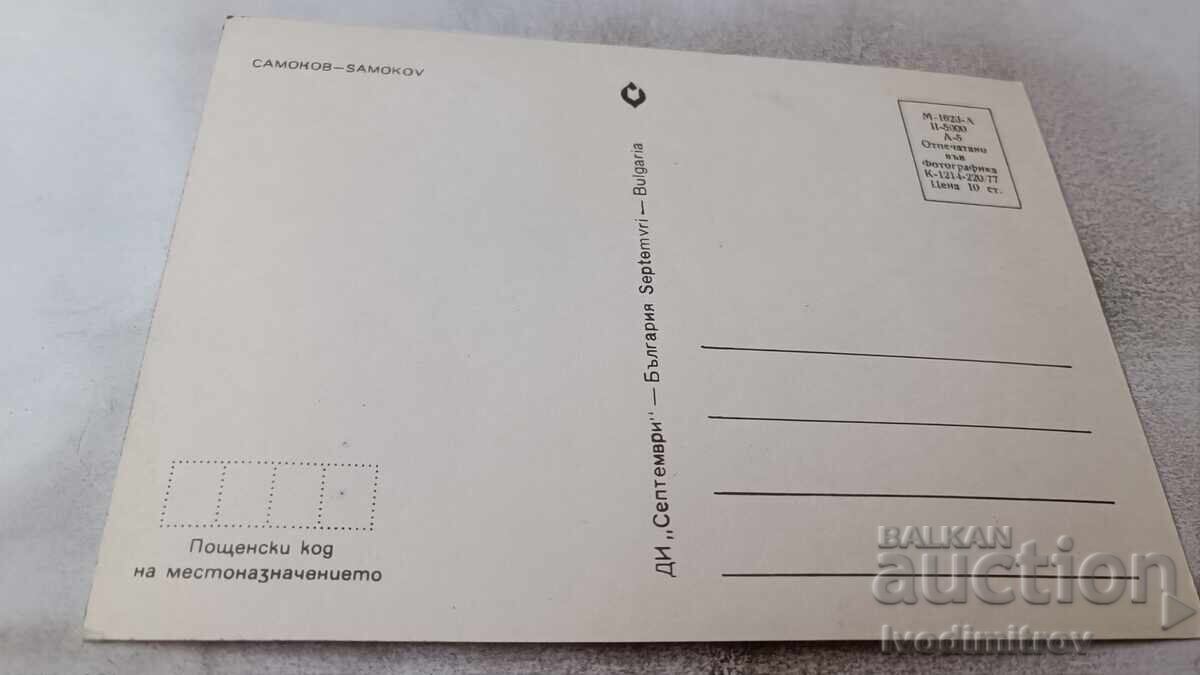 САМОКОВ—SAMOKOV
М-1623-А
II-5000
А-5
Отпечатано
във
Фотографика
К-1214-220/77
Цена 10 ст.
ДИ „Септември" — България Septemvri — Bulgaria
Пощенски код
на местоназначението
BALKAN
auction
Ivodimitrov